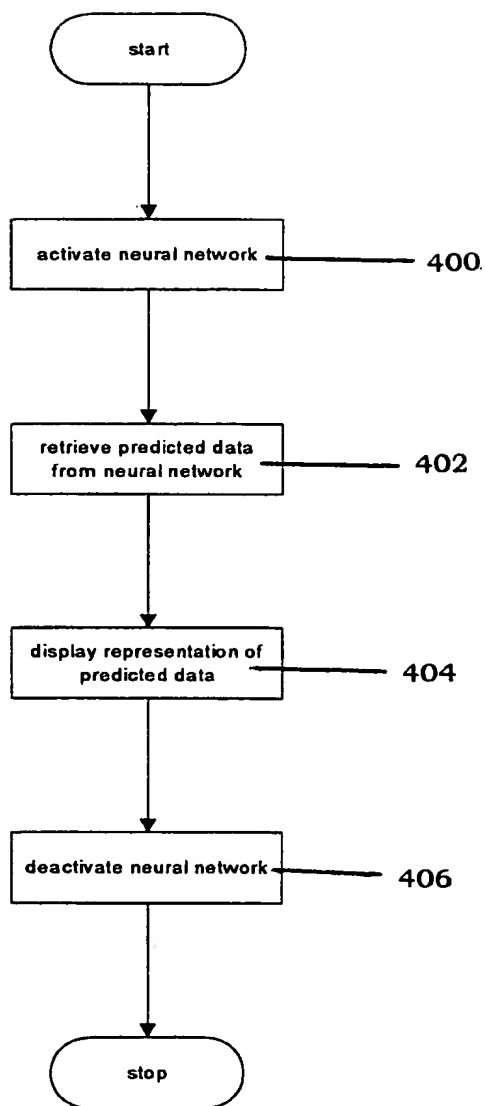 start
activate neural network
400
retrieve predicted data
from neural network
402
display representation of
predicted data
404
deactivate neural network
406
stop